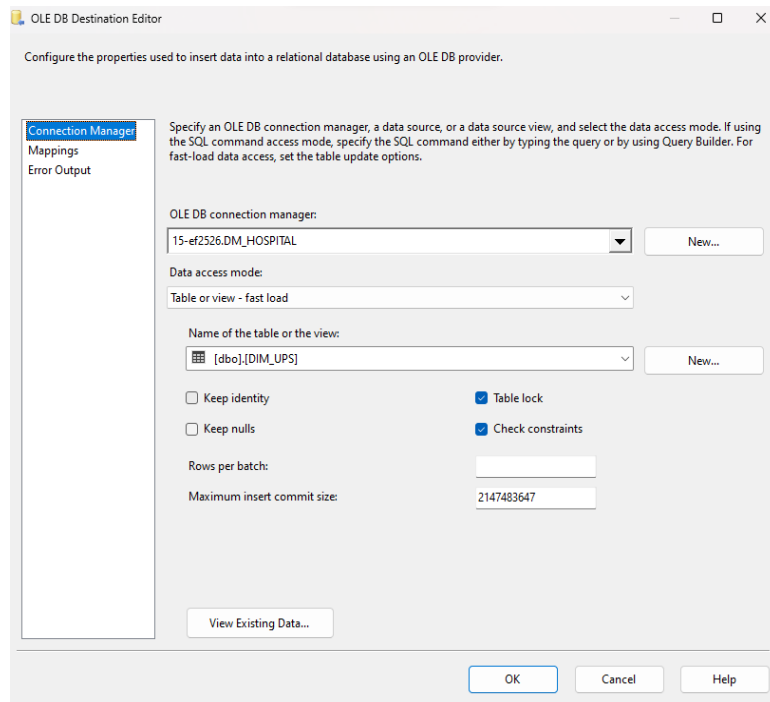 OLE DB Destination Editor
Configure the properties used to insert data into a relational database using an OLE DB provider.
Connection Manager
Mappings
Error Output
Specify an OLE DB connection manager, a data source, or a data source view, and select the data access mode. If using
the SQL command access mode, specify the SQL command either by typing the query or by using Query Builder. For
fast-load data access, set the table update options.
OLE DB connection manager:
15-ef2526.DM_HOSPITAL
New...
Data access mode:
Table or view - fast load
Name of the table or the view:
[dbo].[DIM_UPS]
New...
Keep identity
Table lock
Keep nulls
Check constraints
Rows per batch:
Maximum insert commit size:
2147483647
View Existing Data...
OK
Cancel
Help